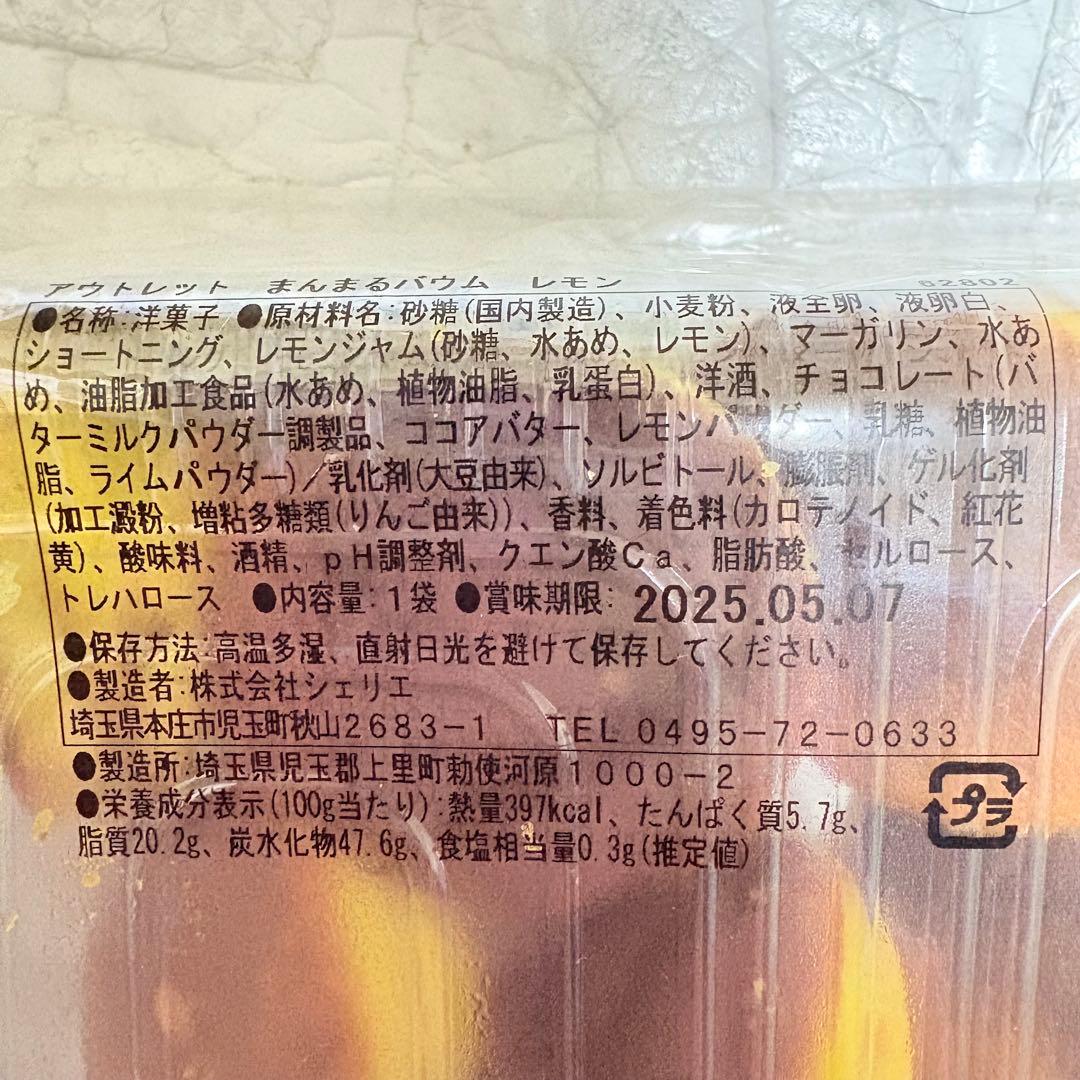 アウトレット　まんまるバウム　レモン　82802
●名称:洋菓子 ●原材料名:砂糖(国内製造)、小麦粉、液全卵、液卵白、
ショートニング、レモンジャム(砂糖、水あめ、レモン)、マーガリン、水あ
め、油脂加工食品(水あめ、植物油脂、乳蛋白)、洋酒、チョコレート(バ
ターミルクパウダー調製品、ココアバター、レモンパウダー、乳糖、植物油
脂、ライムパウダー)/乳化剤(大豆由来)、ソルビトール、膨脹剤、ゲル化剤
(加工澱粉、増粘多糖類(りんご由来))、香料、着色料(カロテノイド、紅花
黄)、酸味料、酒精、pH調整剤、クエン酸Ca、脂肪酸、セルロース、
トレハロース　●内容量:1袋 ●賞味期限:2025.05.07
●保存方法:高温多湿、直射日光を避けて保存してください。
●製造者:株式会社シェリエ
埼玉県本庄市児玉町秋山2683-1　TEL 0495-72-0633
●製造所:埼玉県児玉郡上里町勅使河原1000-2
●栄養成分表示(100g当たり):熱量397kcal、たんぱく質5.7g、
脂質20.2g、炭水化物47.6g、食塩相当量0.3g(推定値)
プラ